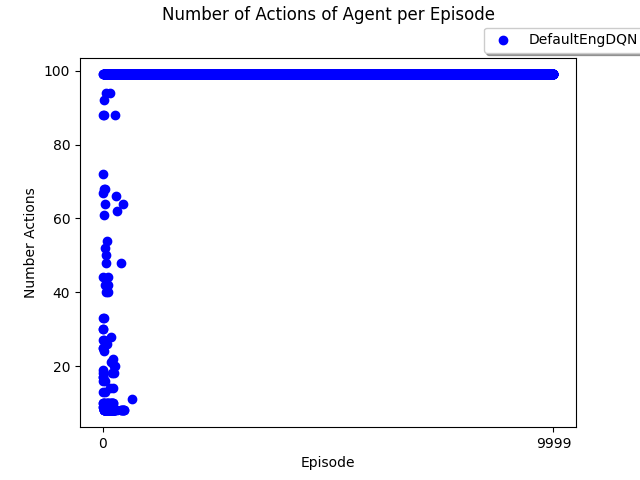 Number of Actions of Agent per Episode
DefaultEngDQN
100
80
60
40
20
Number Actions
0
9999
Episode